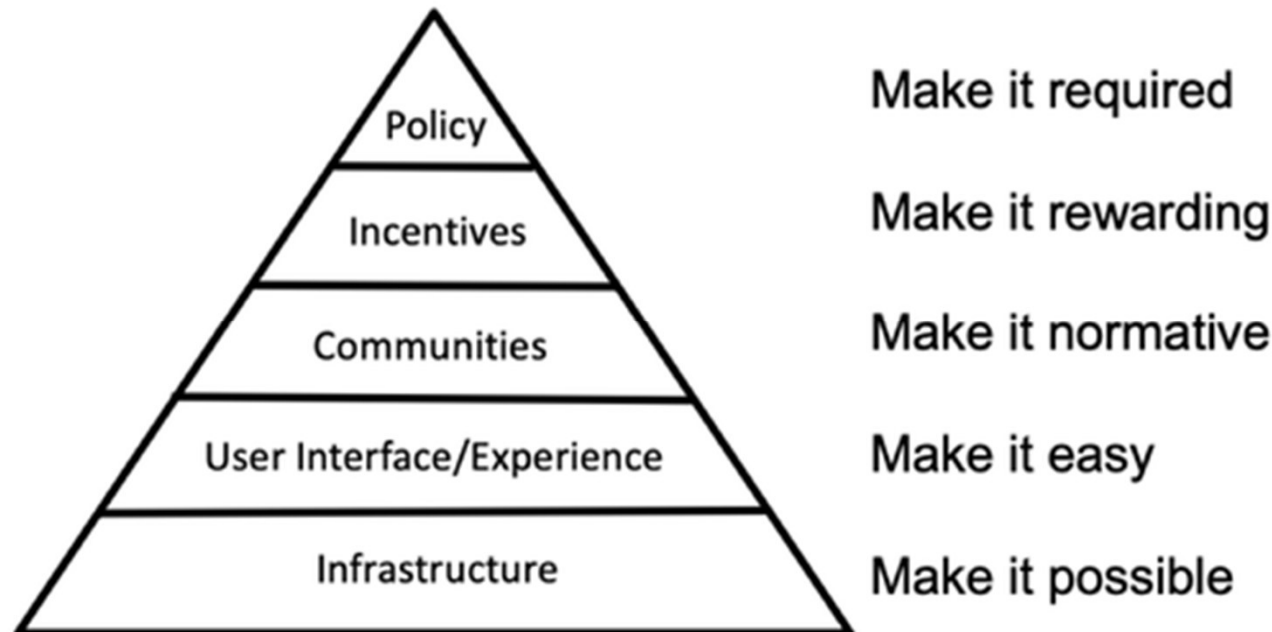 Policy
Make it required
Incentives
Make it rewarding
Communities
Make it normative
User Interface/Experience
Make it easy
Infrastructure
Make it possible